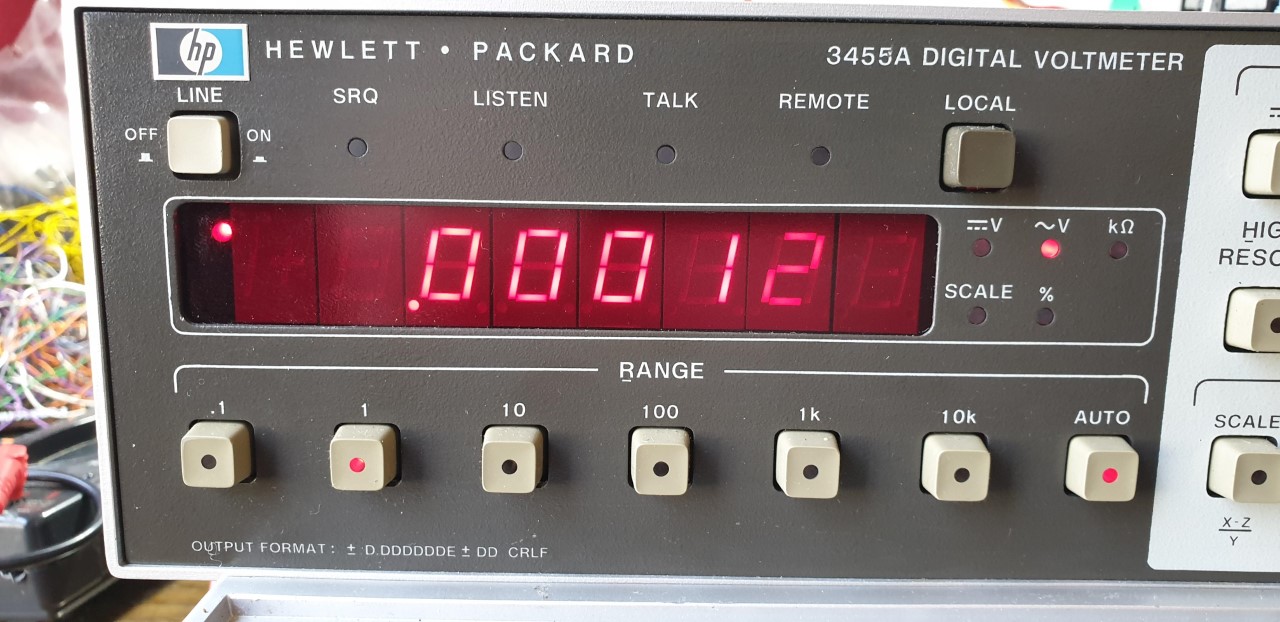 hp HEWLETT • PACKARD 3455A DIGITAL VOLTMETER
LINE SRQ LISTEN TALK REMOTE LOCAL
OFF ON
.00012
⎓V ~V kΩ
SCALE %
RANGE
.1 1 10 100 1k 10k AUTO
OUTPUT FORMAT: ± D.DDDDDDE ± DD CRLF
SCALE
X-Z
Y